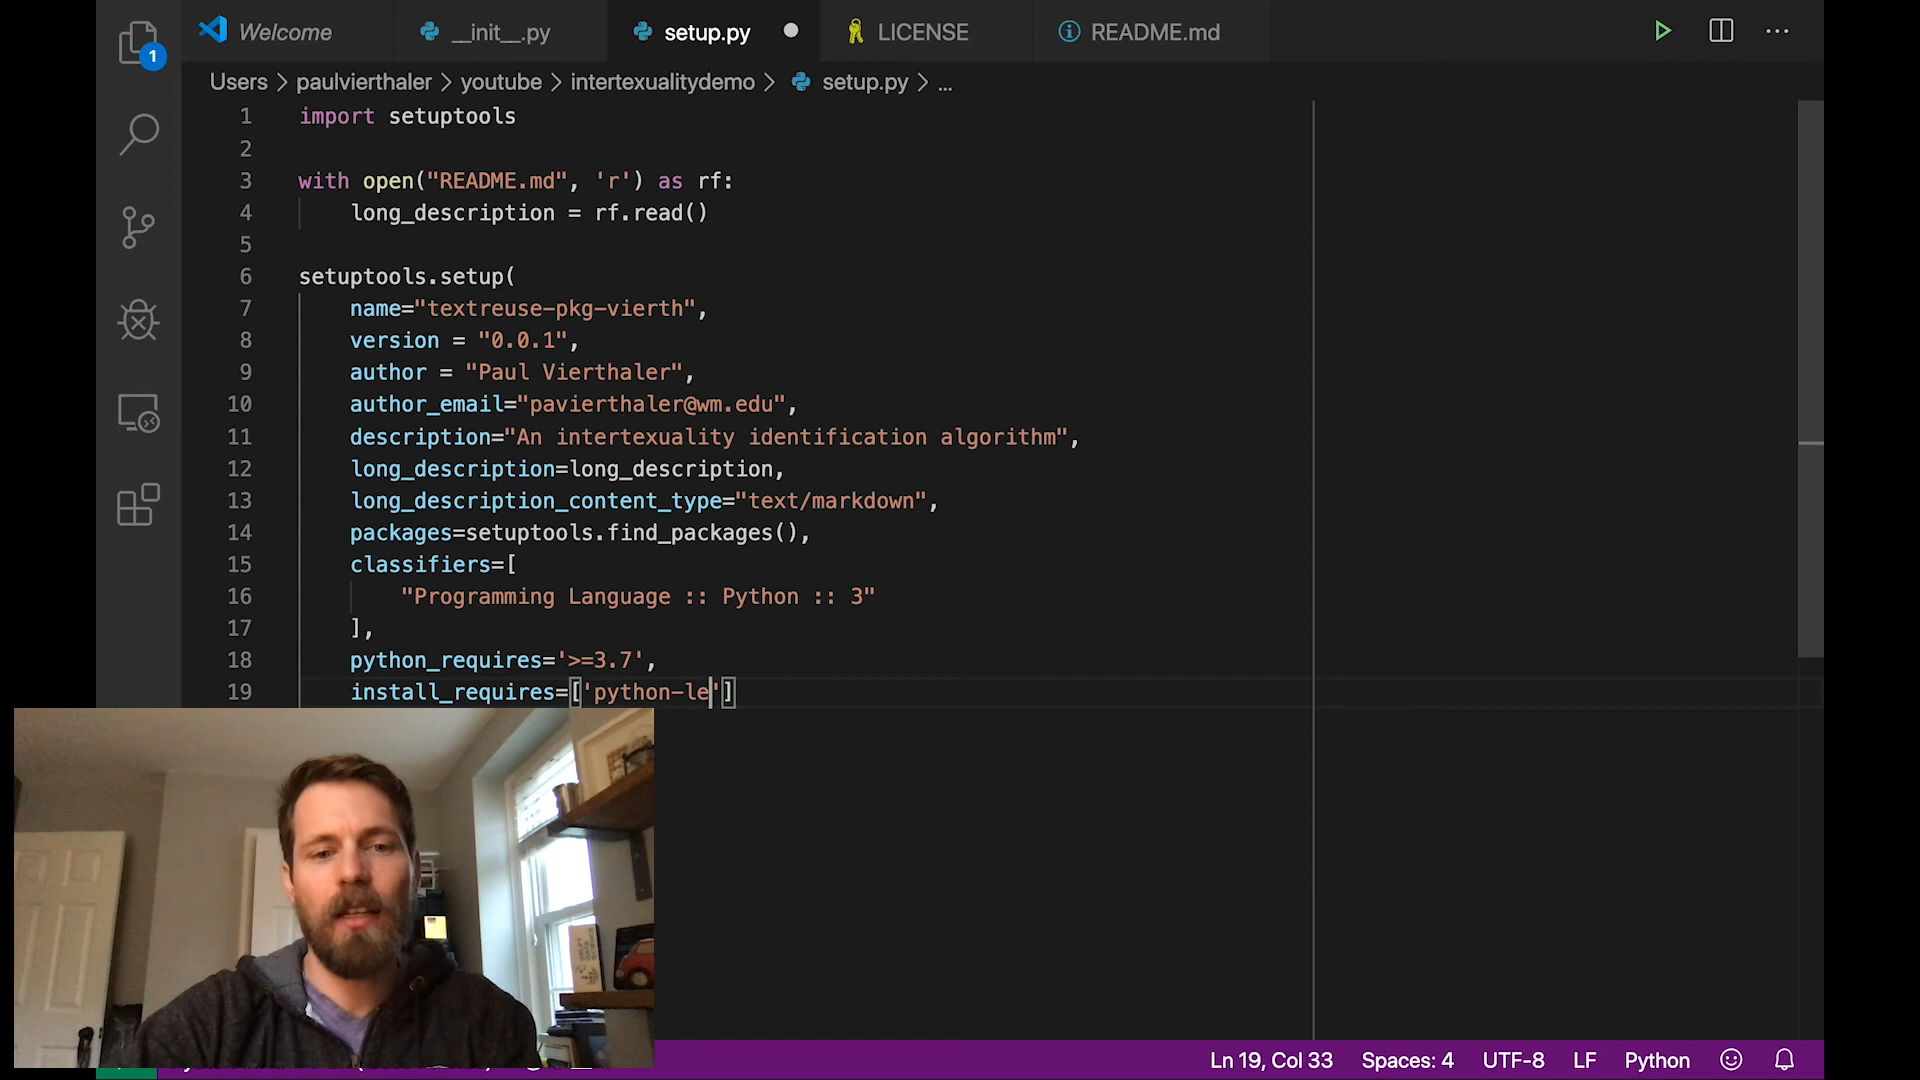 Welcome
__init__.py
setup.py
LICENSE
README.md
1
Users > paulvierthaler > youtube > intertexualitydemo > setup.py > ...
1 import setuptools
2
3 with open("README.md", 'r') as rf:
4 long_description = rf.read()
5
6 setuptools.setup(
7 name="textreuse-pkg-vierth",
8 version = "0.0.1",
9 author = "Paul Vierthaler",
10 author_email="pavierthaler@wm.edu",
11 description="An intertexuality identification algorithm",
12 long_description=long_description,
13 long_description_content_type="text/markdown",
14 packages=setuptools.find_packages(),
15 classifiers=[
16 "Programming Language :: Python :: 3"
17 ],
18 python_requires='>=3.7',
19 install_requires=['python-le']
Ln 19, Col 33 Spaces: 4 UTF-8 LF Python